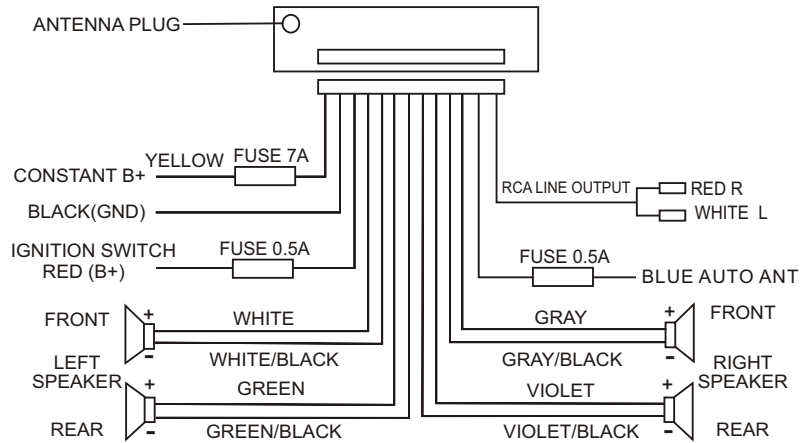 ANTENNA PLUG
YELLOW FUSE 7A
CONSTANT B+
BLACK(GND)
IGNITION SWITCH
RED (B+)
FUSE 0.5A
RCA LINE OUTPUT
RED R
WHITE L
FUSE 0.5A
BLUE AUTO ANT
FRONT
+
-
WHITE
WHITE/BLACK
LEFT
SPEAKER
GREEN
GREEN/BLACK
+
-
REAR
GRAY
GRAY/BLACK
+
-
FRONT
RIGHT
SPEAKER
VIOLET
VIOLET/BLACK
+
-
REAR